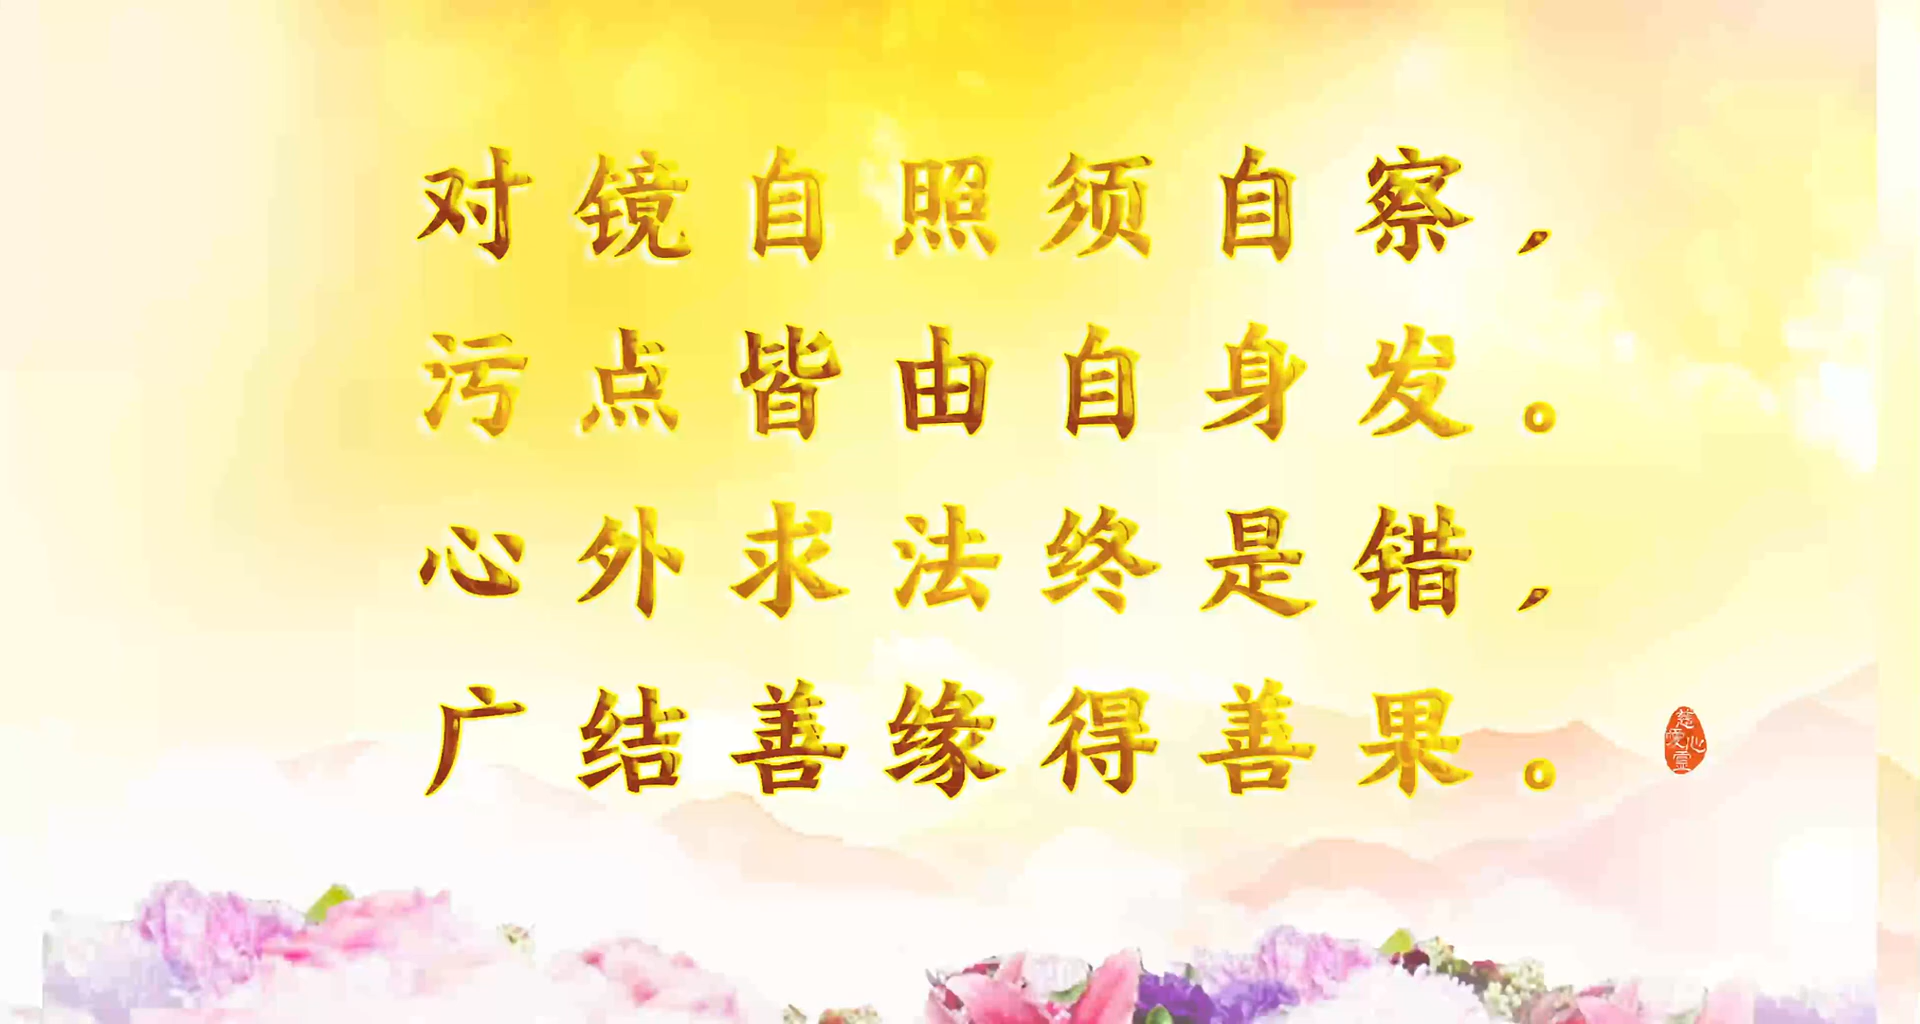 对镜自照须自察，
污点皆由自身发。
心外求法终是错，
广结善缘得善果。